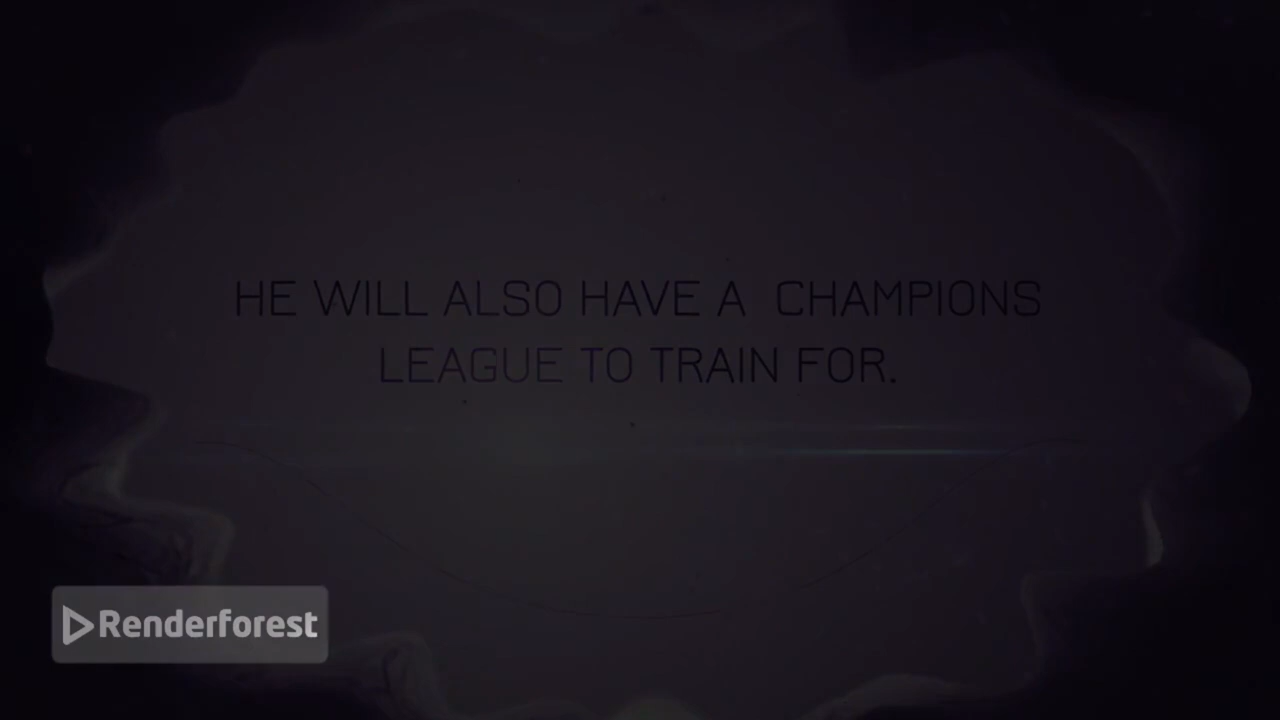 HE WILL ALSO HAVE A CHAMPIONS
LEAGUE TO TRAIN FOR.
Renderforest